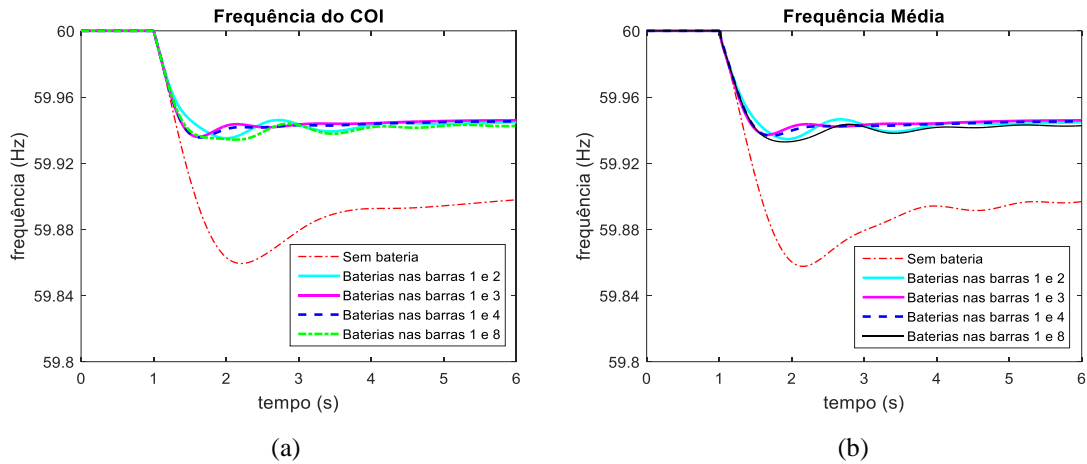 Frequência do COI
60
59.96
59.92
59.88
59.84
59.8
frequência (Hz)
0 1 2 3 4 5 6
tempo (s)
Sem bateria
Baterias nas barras 1 e 2
Baterias nas barras 1 e 3
Baterias nas barras 1 e 4
Baterias nas barras 1 e 8
(a)
Frequência Média
60
59.96
59.92
59.88
59.84
59.8
frequência (Hz)
0 1 2 3 4 5 6
tempo (s)
Sem bateria
Baterias nas barras 1 e 2
Baterias nas barras 1 e 3
Baterias nas barras 1 e 4
Baterias nas barras 1 e 8
(b)